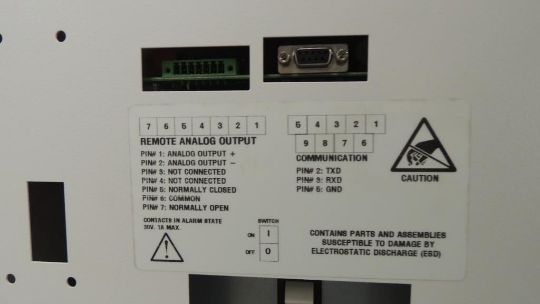 7 6 5 4 3 2 1
REMOTE ANALOG OUTPUT
PIN# 1: ANALOG OUTPUT +
PIN# 2: ANALOG OUTPUT –
PIN# 3: NOT CONNECTED
PIN# 4: NOT CONNECTED
PIN# 5: NORMALLY CLOSED
PIN# 6: COMMON
PIN# 7: NORMALLY OPEN
CONTACTS IN ALARM STATE
30V, 1A MAX.
SWITCH
ON I
OFF O
5 4 3 2 1
9 8 7 6
COMMUNICATION
PIN# 2: TXD
PIN# 3: RXD
PIN# 5: GND
CAUTION
CONTAINS PARTS AND ASSEMBLIES
SUSCEPTIBLE TO DAMAGE BY
ELECTROSTATIC DISCHARGE (ESD)